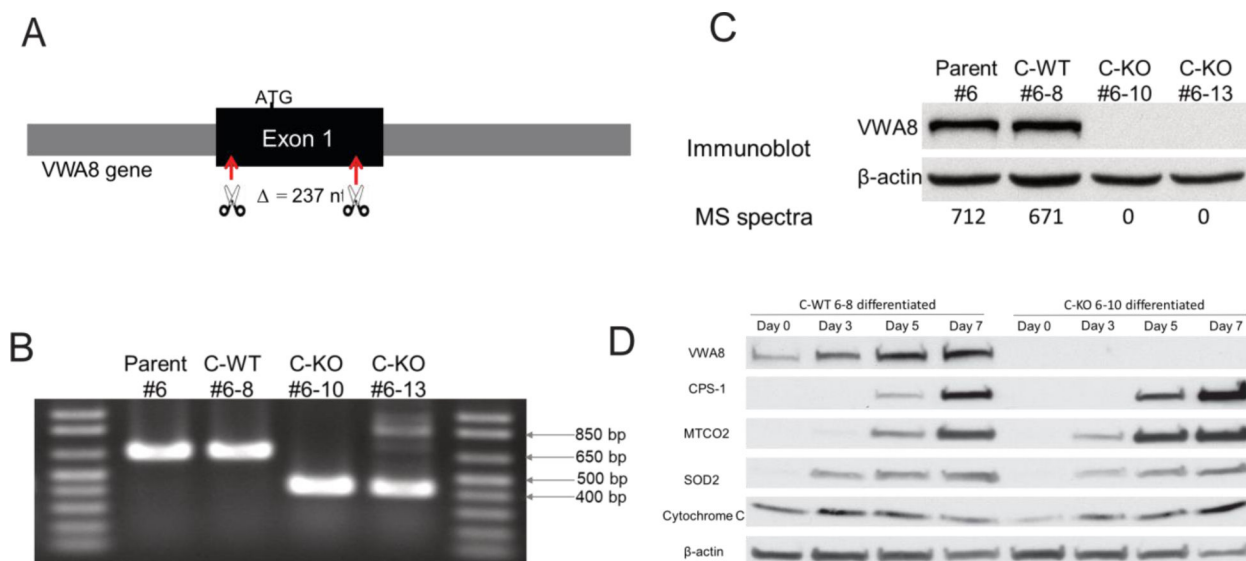 A
ATG
Exon 1
VWA8 gene
Δ = 237 nt
B
Parent C-WT C-KO C-KO
#6 #6-8 #6-10 #6-13
850 bp
650 bp
500 bp
400 bp
C
Parent C-WT C-KO C-KO
#6 #6-8 #6-10 #6-13
VWA8
Immunoblot
β-actin
MS spectra 712 671 0 0
D
C-WT 6-8 differentiated C-KO 6-10 differentiated
Day 0 Day 3 Day 5 Day 7 Day 0 Day 3 Day 5 Day 7
VWA8
CPS-1
MTCO2
SOD2
Cytochrome C
β-actin